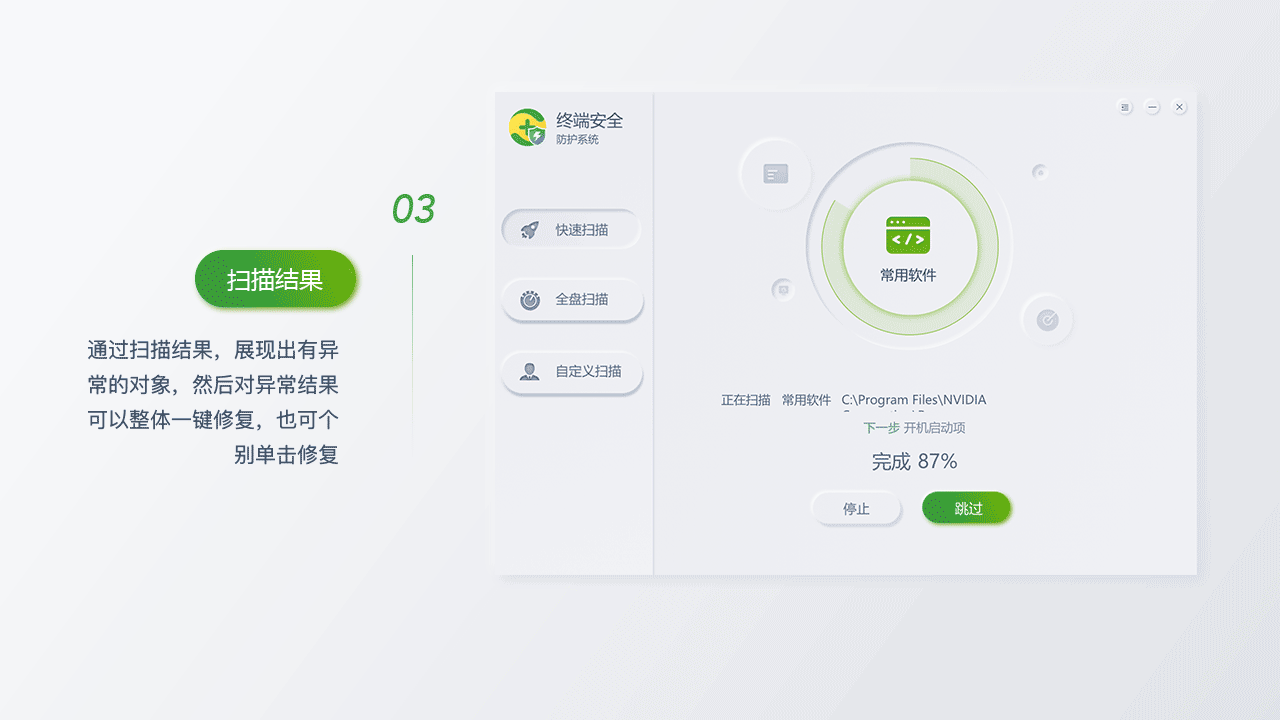 03
扫描结果
通过扫描结果，展现出有异
常的对象，然后对异常结果
可以整体一键修复，也可个
别单击修复
终端安全
防护系统
快速扫描
全盘扫描
自定义扫描
</>
常用软件
正在扫描 常用软件 C:\Program Files\NVIDIA
下一步 开机启动项
完成 87%
停止
跳过